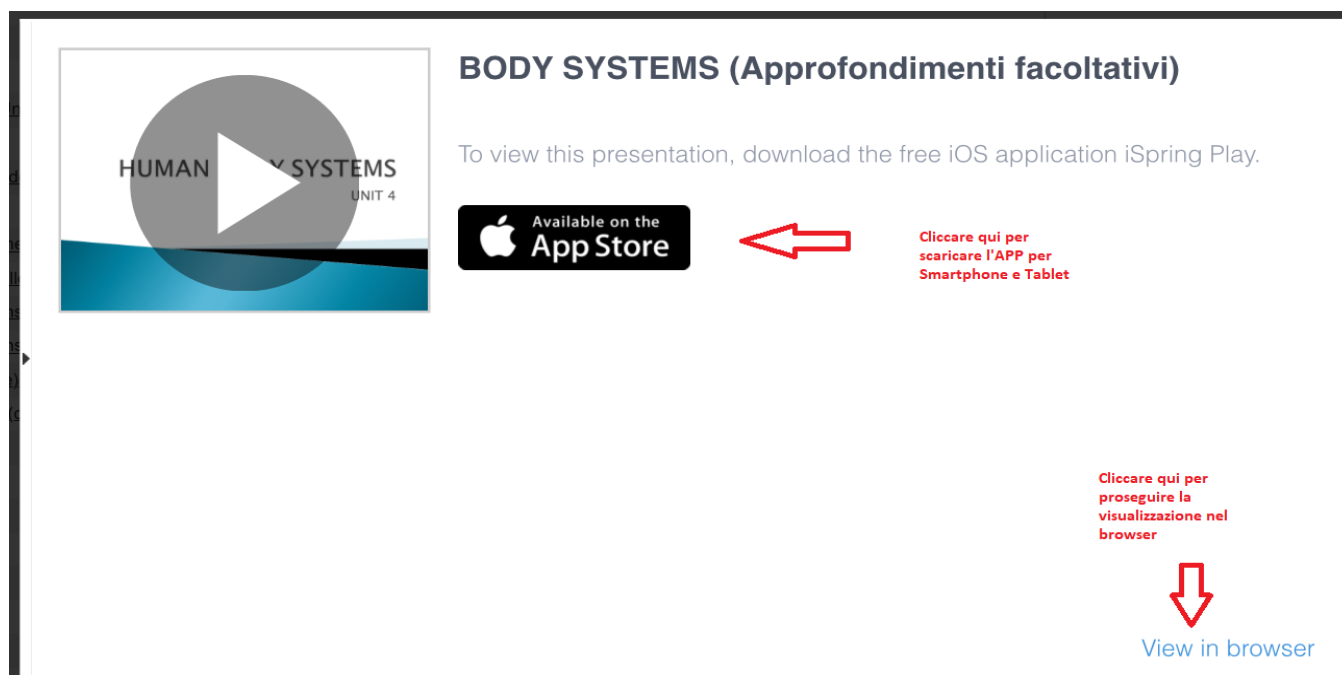 BODY SYSTEMS (Approfondimenti facoltativi)
HUMAN SYSTEMS
UNIT 4
To view this presentation, download the free iOS application iSpring Play.
Available on the
App Store
Cliccare qui per
scaricare l'APP per
Smartphone e Tablet
Cliccare qui per
proseguire la
visualizzazione nel
browser
View in browser